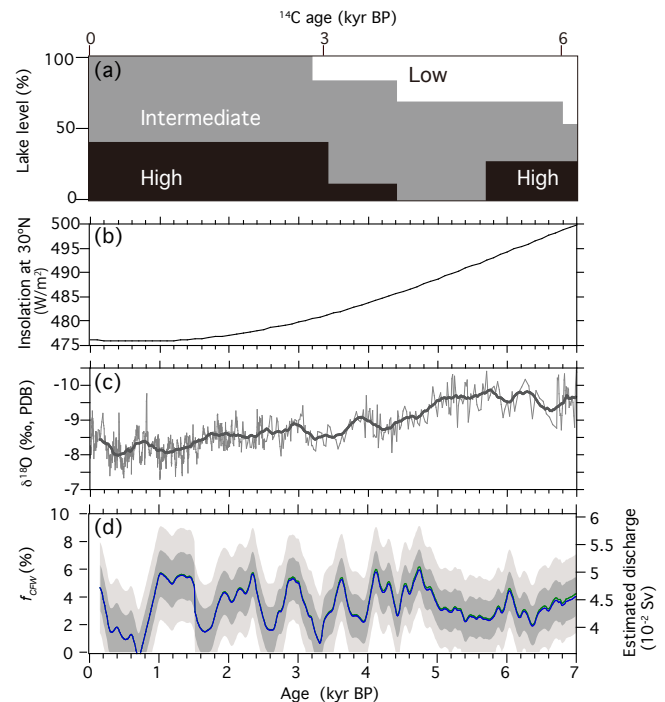 ¹⁴C age (kyr BP)
0 3 6
Lake level (%)
100
50
0
(a)
Low
Intermediate
High
High
Insolation at 30°N
(W/m²)
500
495
490
485
480
475
(b)
δ¹⁸O (‰, PDB)
-10
-9
-8
-7
(c)
f_CFW (%)
10
8
6
4
2
0
(d)
6
5.5
5
4.5
4
Estimated discharge
(10⁻² Sv)
0 1 2 3 4 5 6 7
Age (kyr BP)